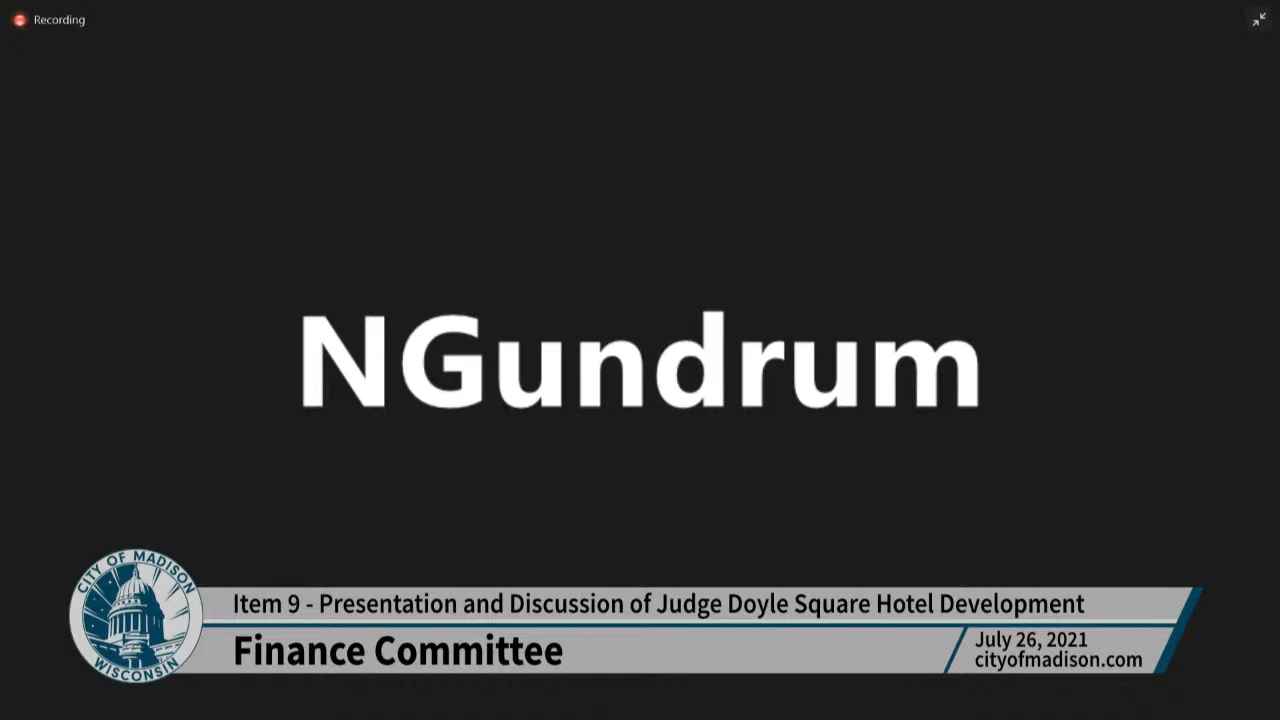 Recording
NGundrum
CITY OF MADISON
WISCONSIN
Item 9 - Presentation and Discussion of Judge Doyle Square Hotel Development
Finance Committee
July 26, 2021
cityofmadison.com